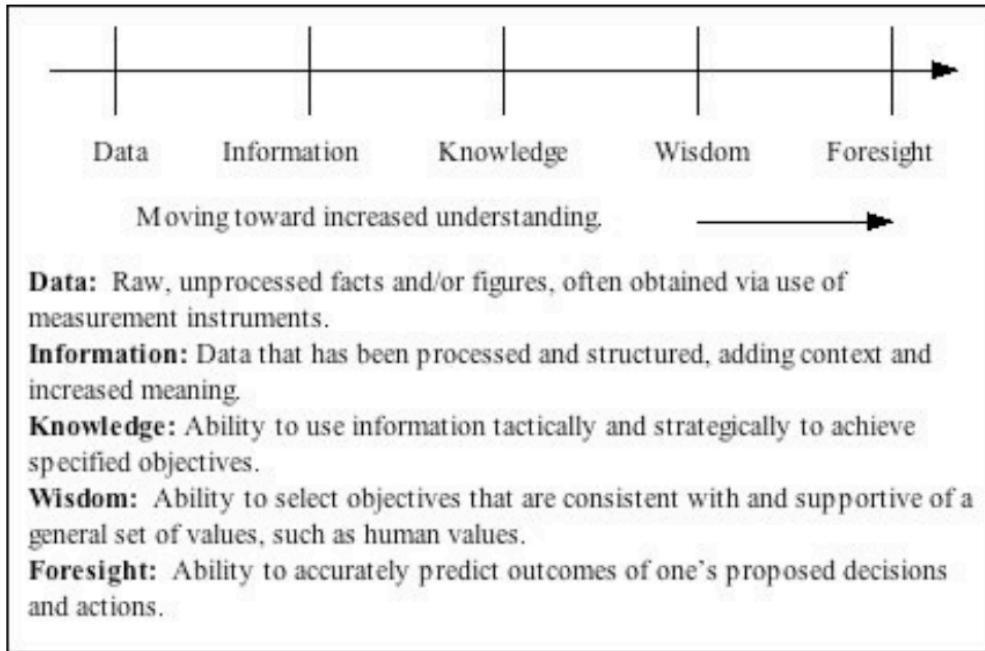 Data Information Knowledge Wisdom Foresight
Moving toward increased understanding.
Data: Raw, unprocessed facts and/or figures, often obtained via use of
measurement instruments.
Information: Data that has been processed and structured, adding context and
increased meaning.
Knowledge: Ability to use information tactically and strategically to achieve
specified objectives.
Wisdom: Ability to select objectives that are consistent with and supportive of a
general set of values, such as human values.
Foresight: Ability to accurately predict outcomes of one's proposed decisions
and actions.